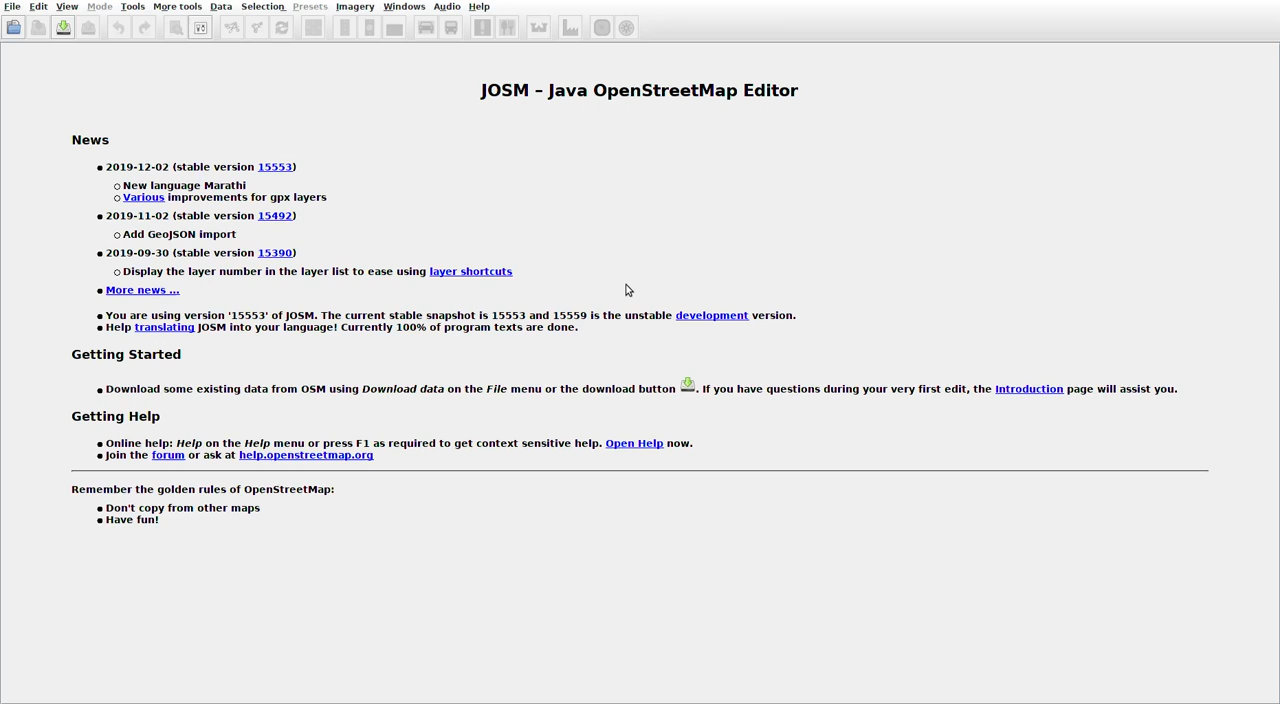 File Edit View Mode Tools More tools Data Selection Presets Imagery Windows Audio Help
JOSM – Java OpenStreetMap Editor
News
2019-12-02 (stable version 15553)
New language Marathi
Various improvements for gpx layers
2019-11-02 (stable version 15492)
Add GeoJSON import
2019-09-30 (stable version 15390)
Display the layer number in the layer list to ease using layer shortcuts
More news ...
You are using version '15553' of JOSM. The current stable snapshot is 15553 and 15559 is the unstable development version.
Help translating JOSM into your language! Currently 100% of program texts are done.
Getting Started
Download some existing data from OSM using Download data on the File menu or the download button . If you have questions during your very first edit, the Introduction page will assist you.
Getting Help
Online help: Help on the Help menu or press F1 as required to get context sensitive help. Open Help now.
Join the forum or ask at help.openstreetmap.org
Remember the golden rules of OpenStreetMap:
Don't copy from other maps
Have fun!